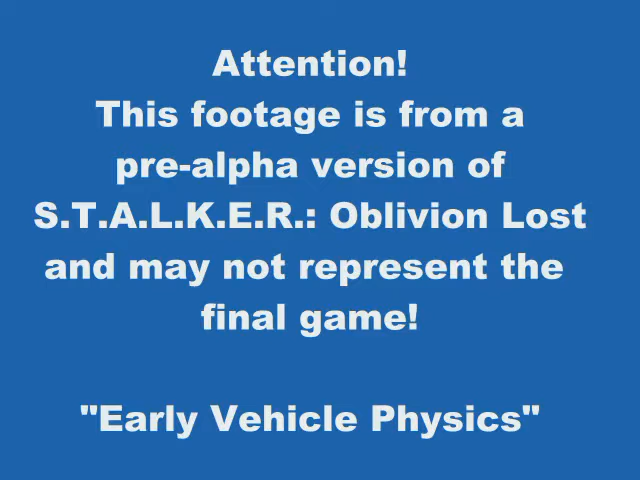 Attention!
This footage is from a
pre-alpha version of
S.T.A.L.K.E.R.: Oblivion Lost
and may not represent the
final game!
"Early Vehicle Physics"